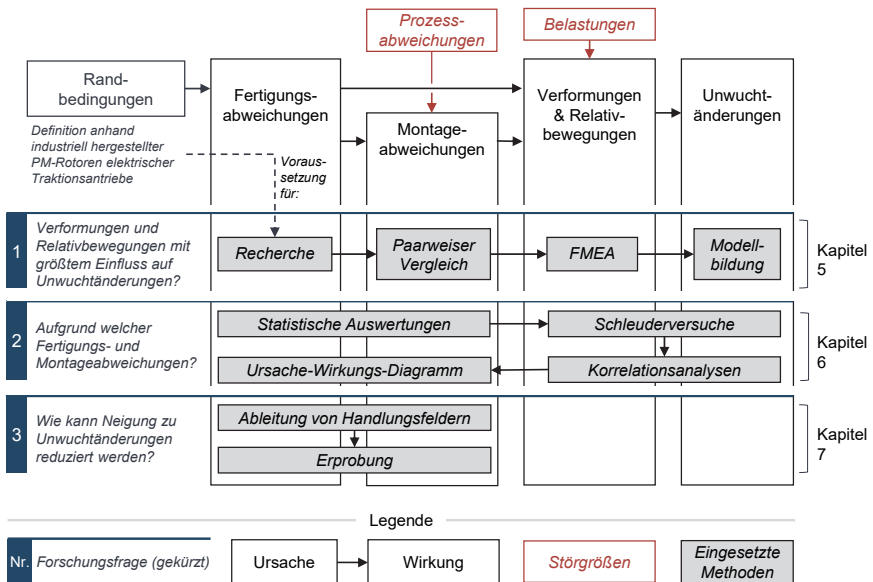 Prozess-
abweichungen
Belastungen
Rand-
bedingungen
Fertigungs-
abweichungen
Montage-
abweichungen
Verformungen
& Relativ-
bewegungen
Unwucht-
änderungen
Definition anhand
industriell hergestellter
PM-Rotoren elektrischer
Traktionsantriebe
Voraus-
setzung
für:
1
Verformungen und
Relativbewegungen mit
größtem Einfluss auf
Unwuchtänderungen?
Recherche
Paarweiser
Vergleich
FMEA
Modell-
bildung
Kapitel
5
2
Aufgrund welcher
Fertigungs- und
Montageabweichungen?
Statistische Auswertungen
Schleuderversuche
Ursache-Wirkungs-Diagramm
Korrelationsanalysen
Kapitel
6
3
Wie kann Neigung zu
Unwuchtänderungen
reduziert werden?
Ableitung von Handlungsfeldern
Erprobung
Kapitel
7
Legende
Nr.
Forschungsfrage (gekürzt)
Ursache
Wirkung
Störgrößen
Eingesetzte
Methoden